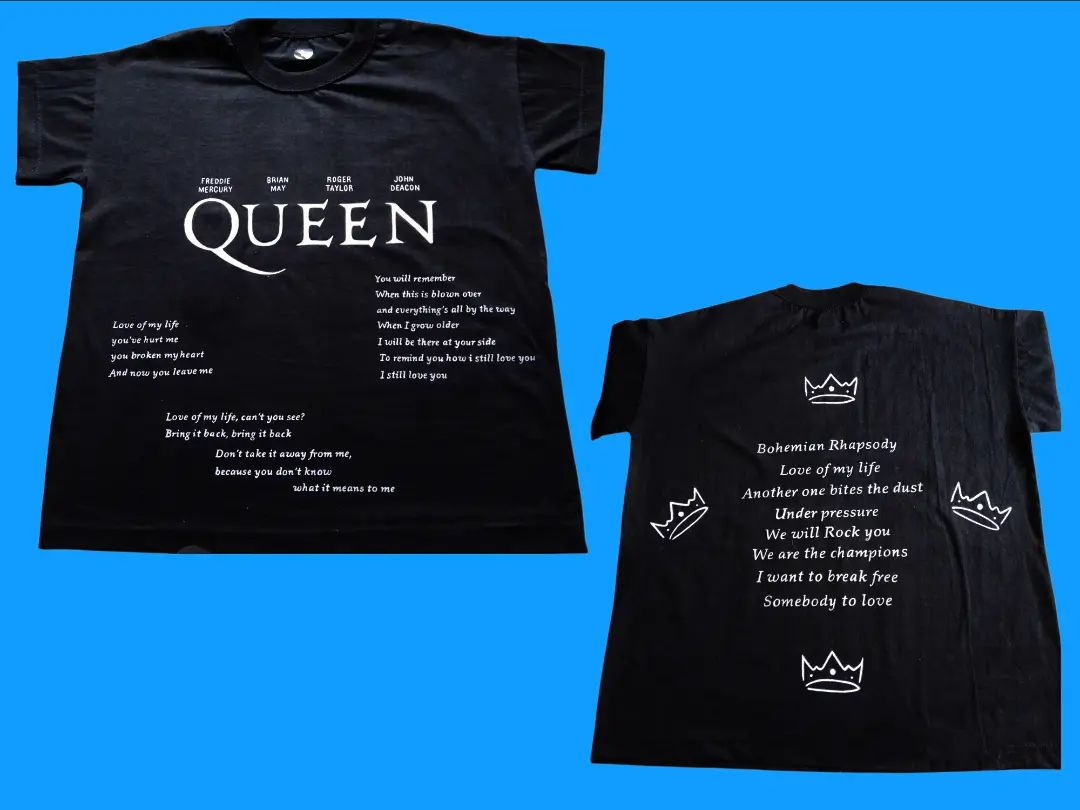 FREDDIE MERCURY
BRIAN MAY
ROGER TAYLOR
JOHN DEACON
QUEEN
You will remember
When this is blown over
and everything's all by the way
When I grow older
I will be there at your side
To remind you how i still love you
I still love you
Love of my life
you've hurt me
you broken my heart
And now you leave me
Love of my life, can't you see?
Bring it back, bring it back
Don't take it away from me,
because you don't know
what it means to me
Bohemian Rhapsody
Love of my life
Another one bites the dust
Under pressure
We will Rock you
We are the champions
I want to break free
Somebody to love